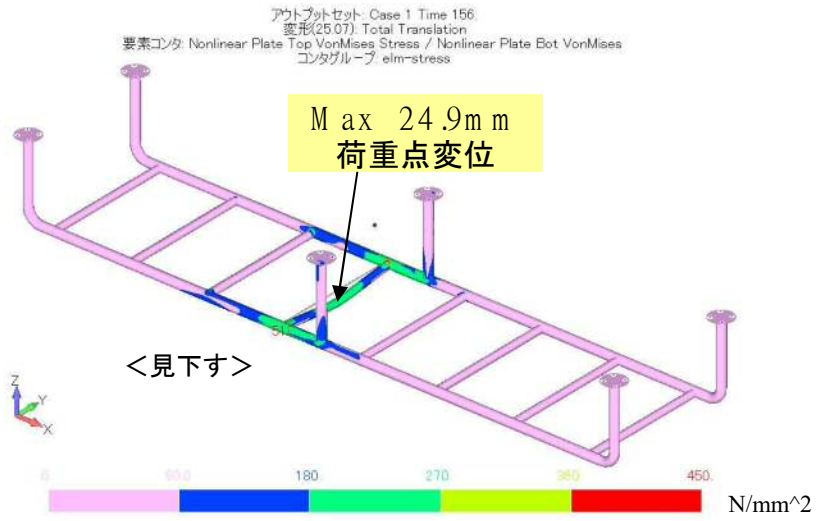 アウトプットセット: Case 1 Time 156
変形(25.07): Total Translation
要素コンタ: Nonlinear Plate Top VonMises Stress / Nonlinear Plate Bot VonMises
コンタグループ: elm-stress
Max 24.9mm
荷重点変位
<見下す>
Z
Y
X
0. 90.0 180. 270 360 450.
N/mm^2